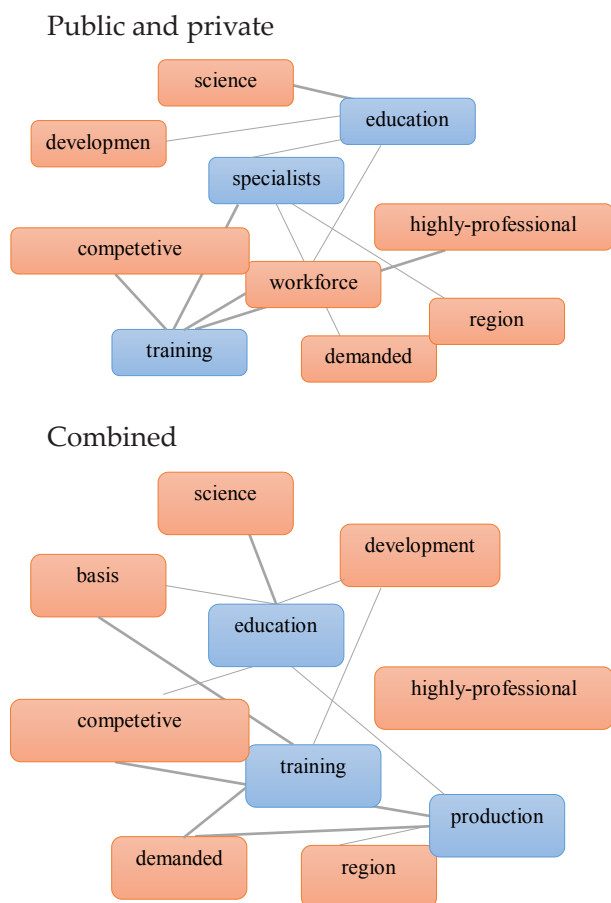 Public and private
science
education
developmen
specialists
highly-professional
competetive
workforce
region
training
demanded
Combined
science
development
basis
education
highly-professional
competetive
training
production
demanded
region